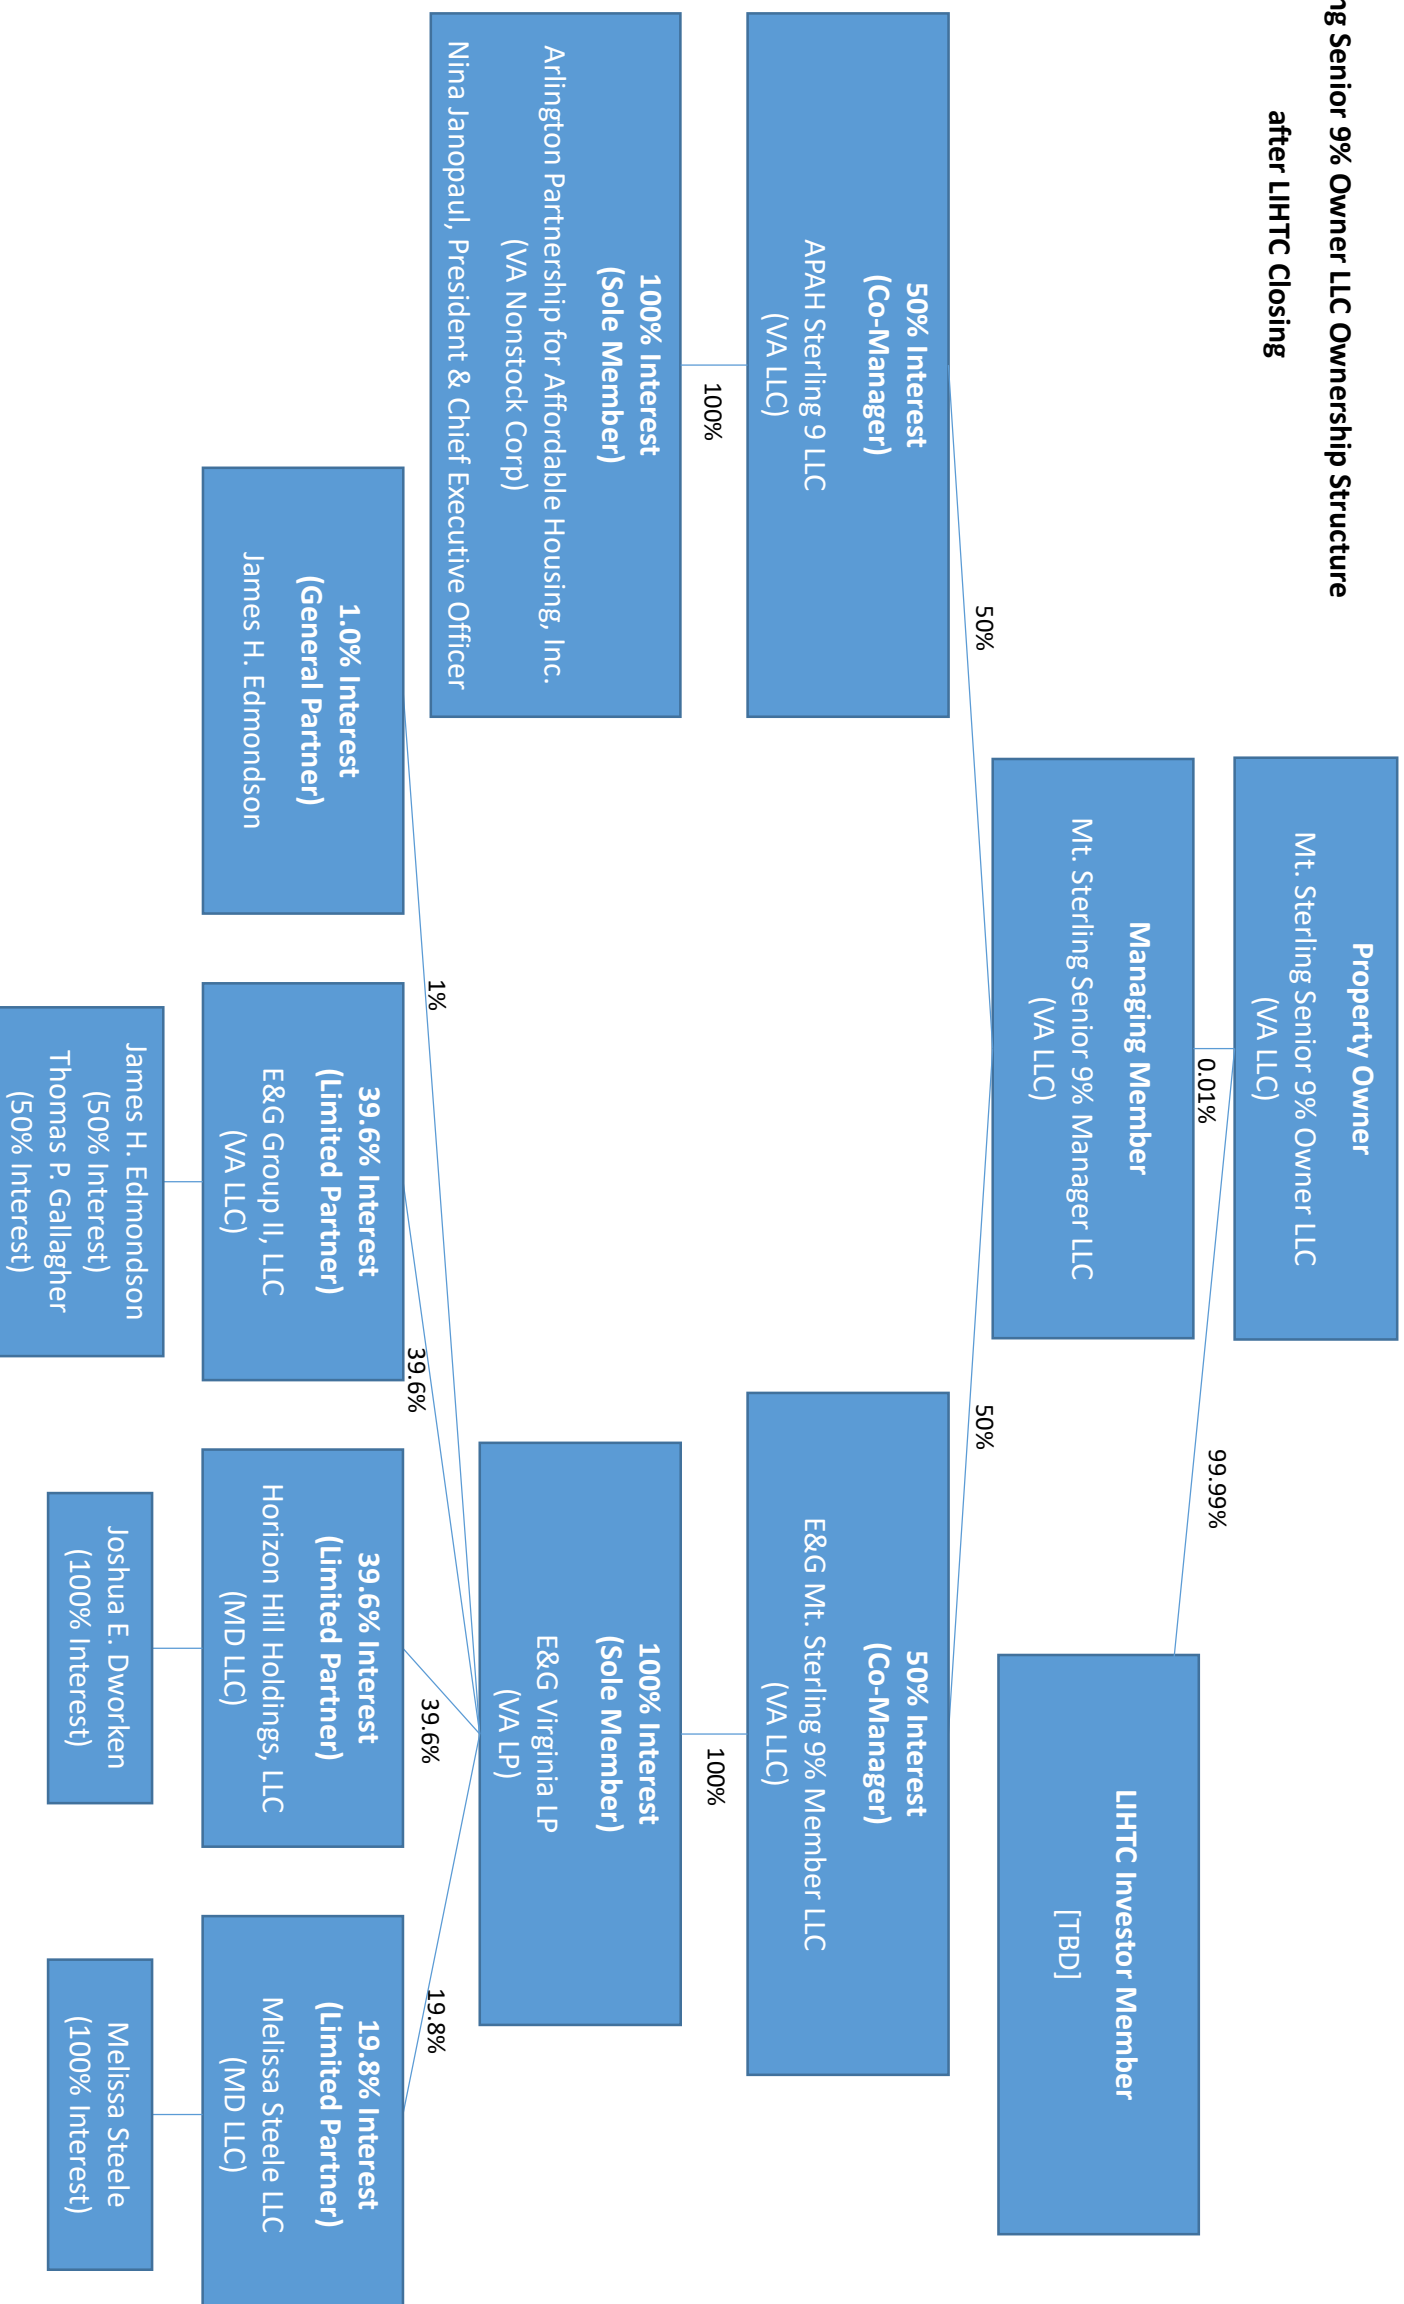 Senior 9% Owner LLC Ownership Structure
after LIHTC Closing
Property Owner
Mt. Sterling Senior 9% Owner LLC
(VA LLC)
0.01%
99.99%
Managing Member
Mt. Sterling Senior 9% Manager LLC
(VA LLC)
LIHTC Investor Member
[TBD]
50%
50%
50% Interest
(Co-Manager)
APAH Sterling 9 LLC
(VA LLC)
50% Interest
(Co-Manager)
E&G Mt. Sterling 9% Member LLC
(VA LLC)
100%
100%
100% Interest
(Sole Member)
Arlington Partnership for Affordable Housing, Inc.
(VA Nonstock Corp)
Nina Janopaul, President & Chief Executive Officer
100% Interest
(Sole Member)
E&G Virginia LP
(VA LP)
1%
39.6%
39.6%
19.8%
1.0% Interest
(General Partner)
James H. Edmondson
39.6% Interest
(Limited Partner)
E&G Group II, LLC
(VA LLC)
39.6% Interest
(Limited Partner)
Horizon Hill Holdings, LLC
(MD LLC)
19.8% Interest
(Limited Partner)
Melissa Steele LLC
(MD LLC)
James H. Edmondson
(50% Interest)
Thomas P. Gallagher
(50% Interest)
Joshua E. Dworken
(100% Interest)
Melissa Steele
(100% Interest)